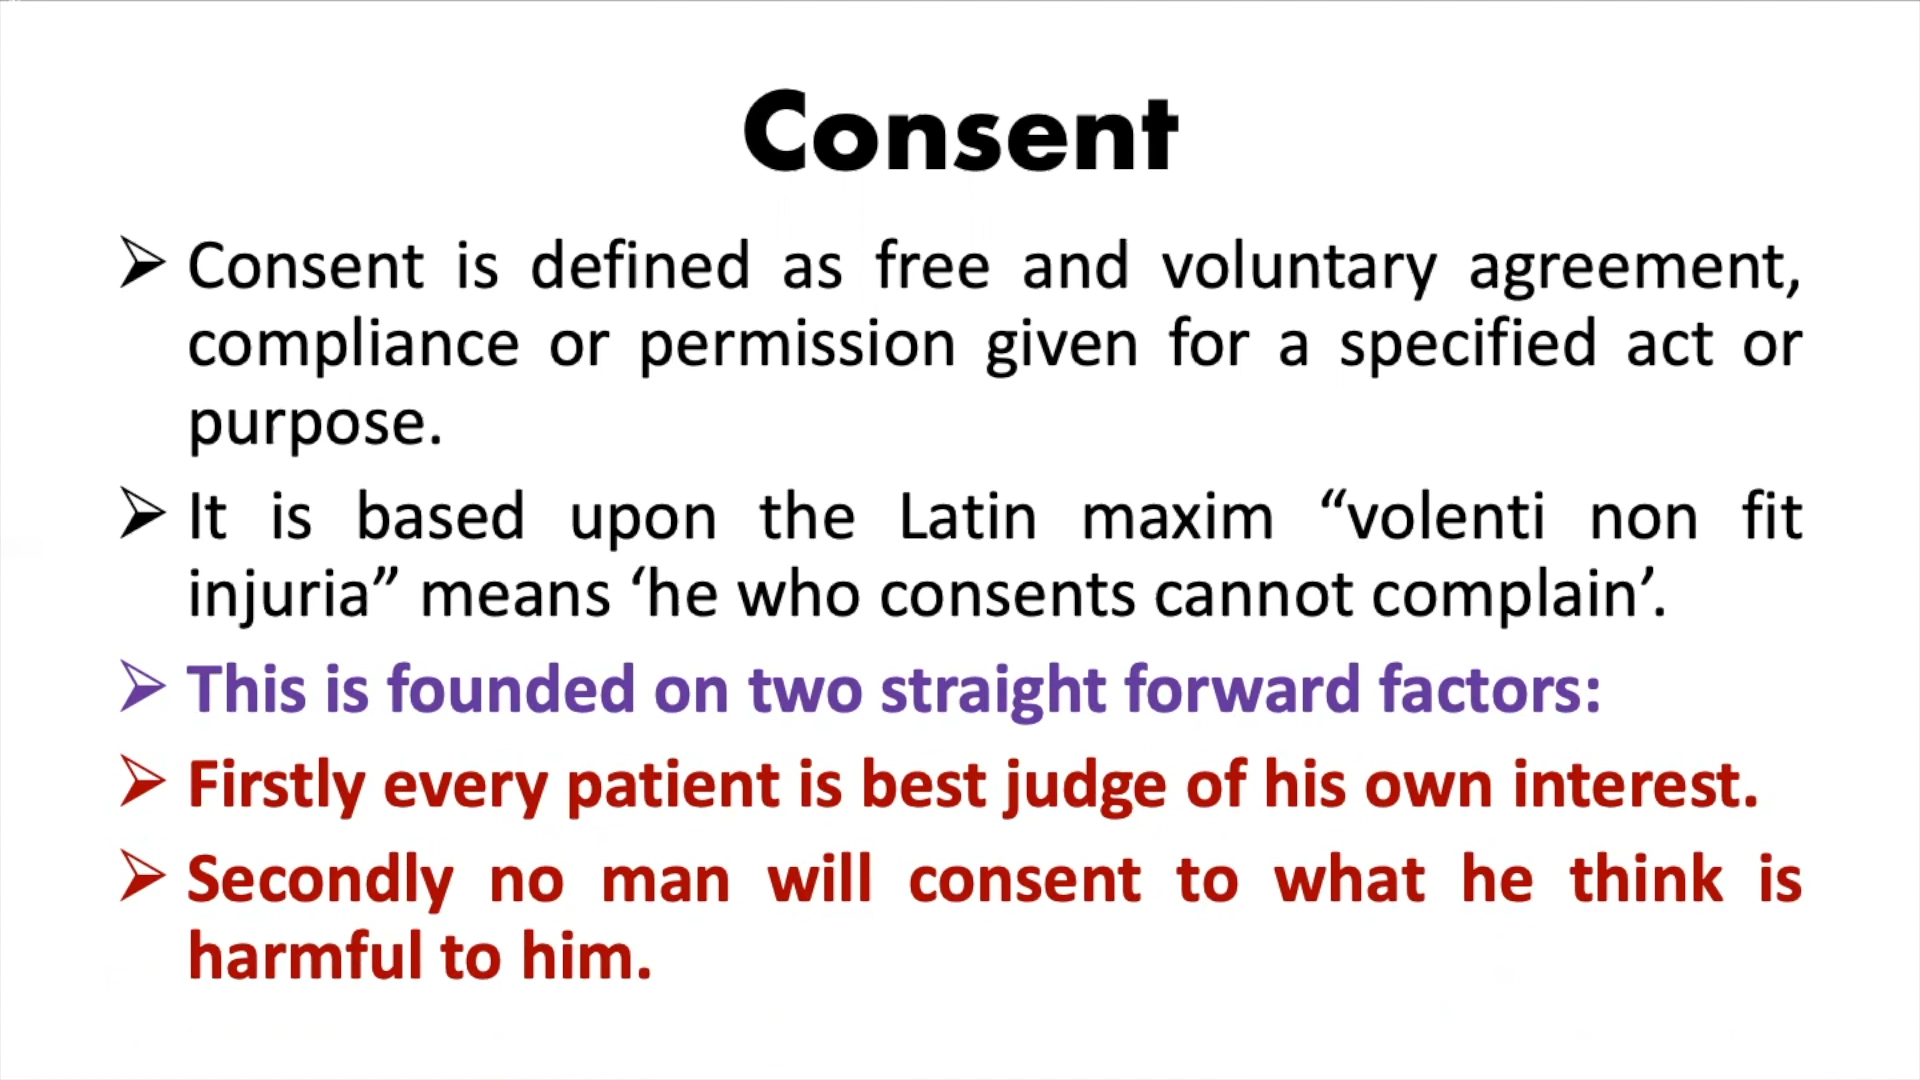 Consent
➢ Consent is defined as free and voluntary agreement,
compliance or permission given for a specified act or
purpose.
➢ It is based upon the Latin maxim “volenti non fit
injuria” means ‘he who consents cannot complain’.
➢ This is founded on two straight forward factors:
➢ Firstly every patient is best judge of his own interest.
➢ Secondly no man will consent to what he think is
harmful to him.